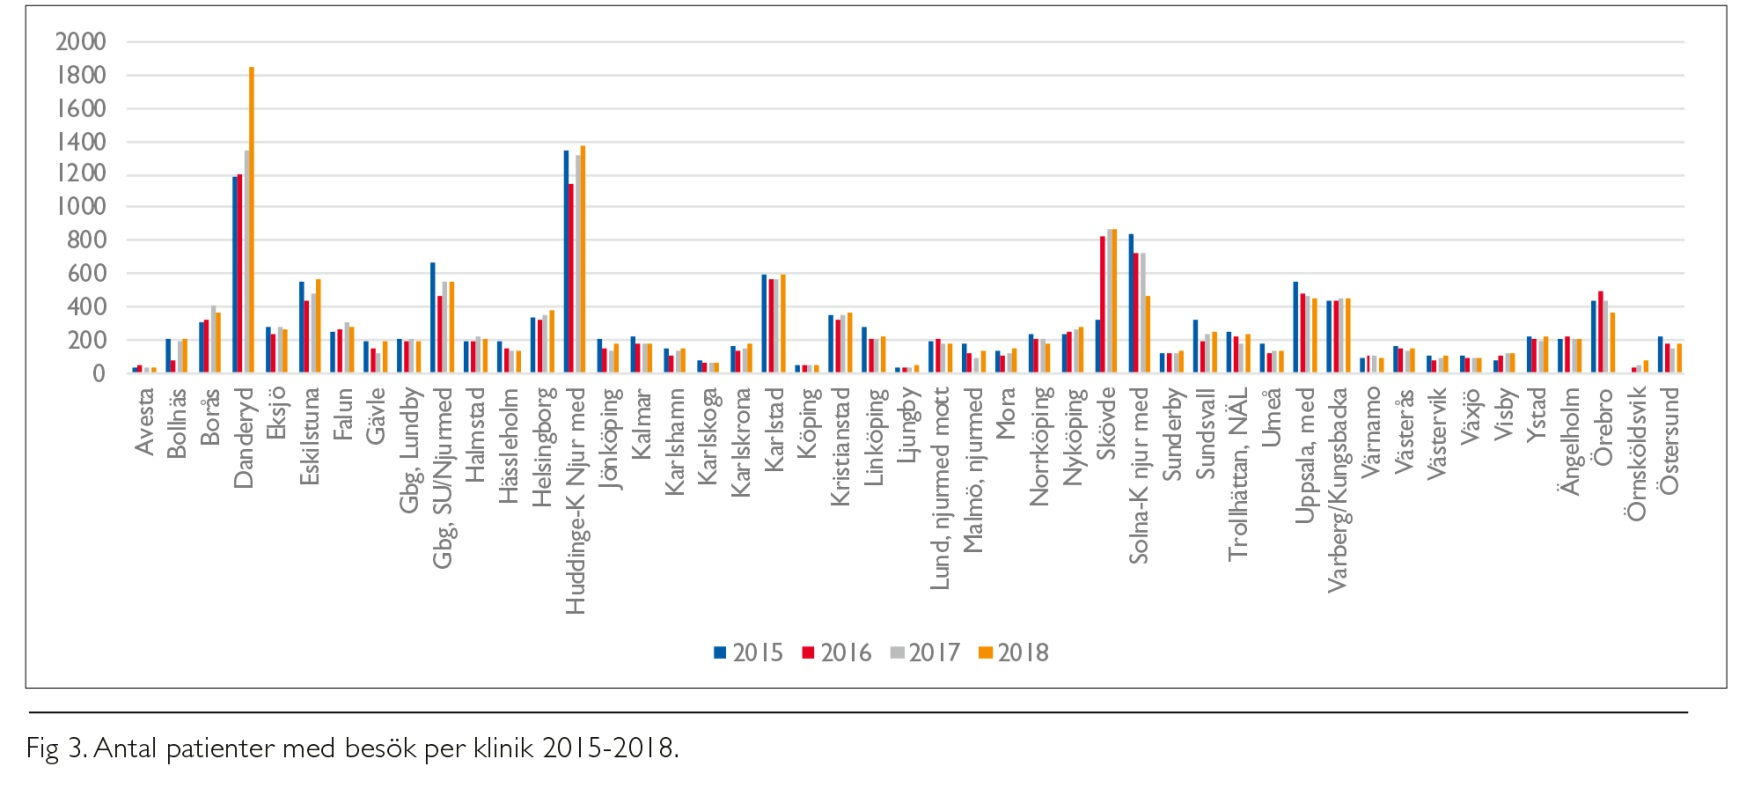 2000
1800
1600
1400
1200
1000
800
600
400
200
0
Avesta
Bollnäs
Borås
Danderyd
Eksjö
Eskilstuna
Falun
Gävle
Gbg, Lundby
Gbg, SU/Njurmed
Halmstad
Hässleholm
Helsingborg
Huddinge-K Njur med
Jönköping
Kalmar
Karlshamn
Karlskoga
Karlskrona
Karlstad
Köping
Kristianstad
Linköping
Ljungby
Lund, njurmed mott
Malmö, njurmed
Mora
Norrköping
Nyköping
Skövde
Solna-K njur med
Sunderby
Sundsvall
Trollhättan, NÄL
Umeå
Uppsala, med
Varberg/Kungsbacka
Värnamo
Västerås
Västervik
Växjö
Visby
Ystad
Ängelholm
Örebro
Örnsköldsvik
Östersund
2015 2016 2017 2018
Fig 3. Antal patienter med besök per klinik 2015-2018.